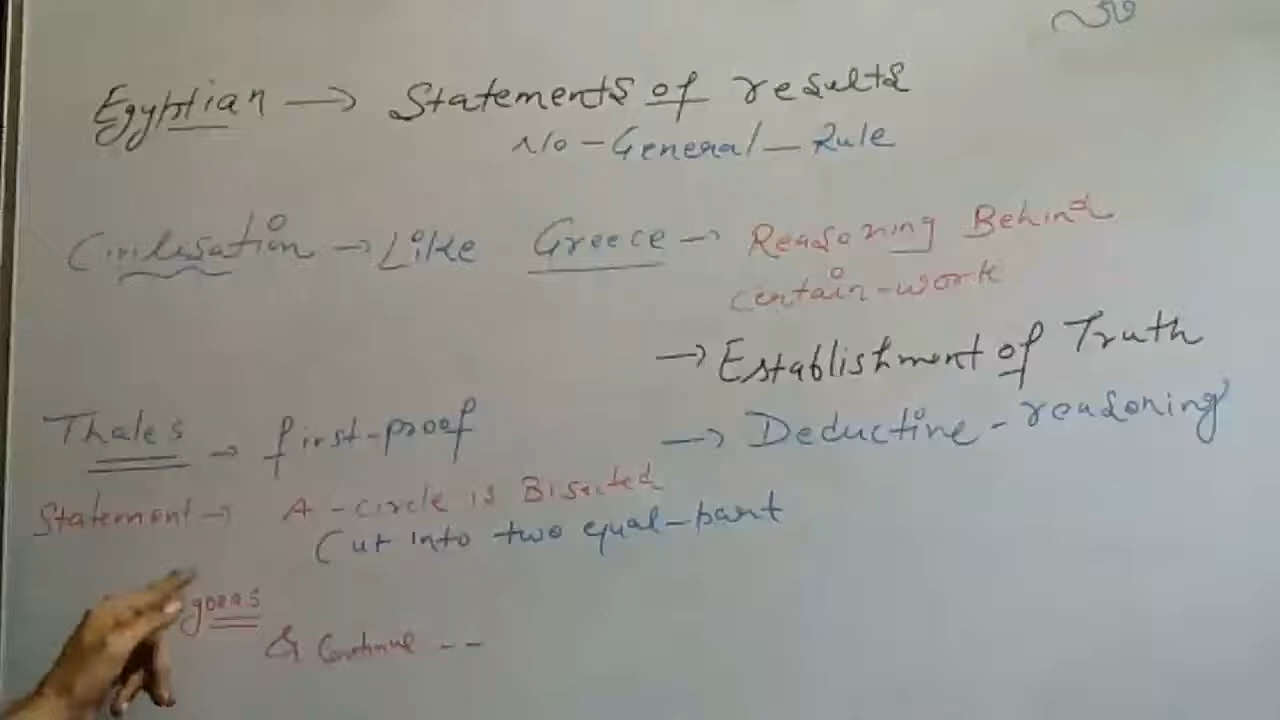 Egyptian → Statements of results
No - General - Rule
Civilisation → Like Greece → Reasoning Behind
certain-work
→ Establishment of Truth
→ Deductive - reasoning
Thales → first-proof
Statement → A - circle is Bisected
Cut into two equal-part
goras
& Continue --